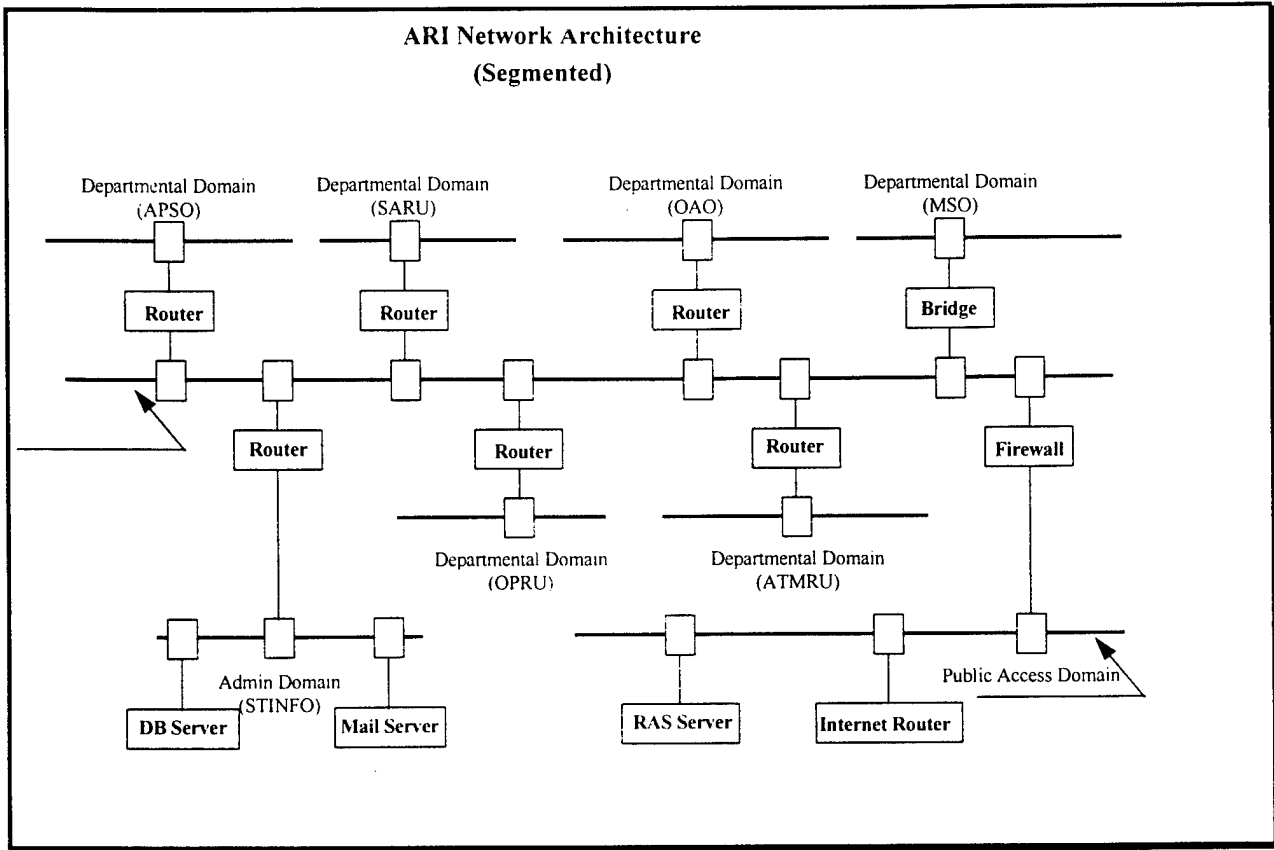 ARI Network Architecture
(Segmented)
Departmental Domain
(APSO)
Departmental Domain
(SARU)
Departmental Domain
(OAO)
Departmental Domain
(MSO)
Router
Router
Router
Bridge
Router
Router
Router
Firewall
Departmental Domain
(OPRU)
Departmental Domain
(ATMRU)
Admin Domain
(STINFO)
Public Access Domain
DB Server
Mail Server
RAS Server
Internet Router